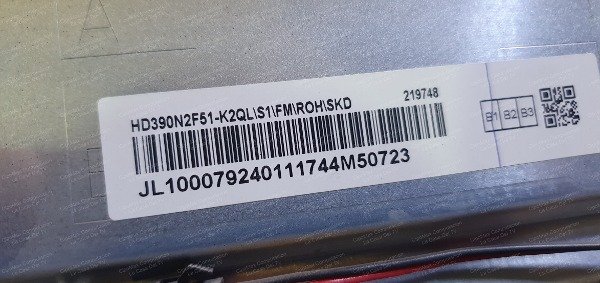 HD390N2F51-K2QL\S1\FM\ROH\SKD 219748
B1 B2 B3
JL100079240111744M50723